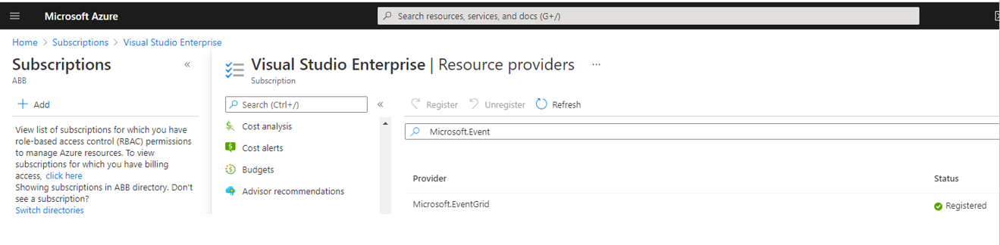 Microsoft Azure
Search resources, services, and docs (G+/)
Home > Subscriptions > Visual Studio Enterprise
Subscriptions
ABB
+ Add
View list of subscriptions for which you have
role-based access control (RBAC) permissions
to manage Azure resources. To view
subscriptions for which you have billing
access, click here
Showing subscriptions in ABB directory. Don't
see a subscription?
Switch directories
Visual Studio Enterprise | Resource providers ...
Subscription
Search (Ctrl+/)
Cost analysis
Cost alerts
Budgets
Advisor recommendations
Register Unregister Refresh
Microsoft.Event
Provider Status
Microsoft.EventGrid Registered